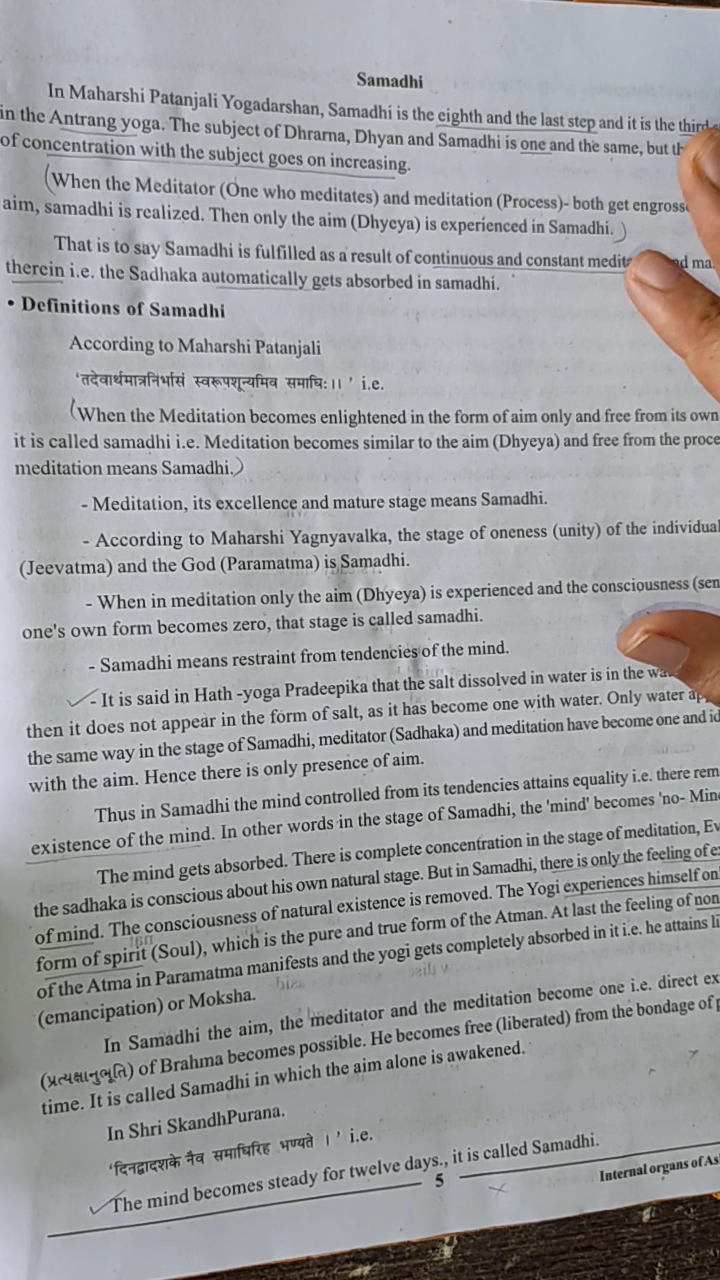 Samadhi
In Maharshi Patanjali Yogadarshan, Samadhi is the eighth and the last step and it is the third
in the Antrang yoga. The subject of Dhrarna, Dhyan and Samadhi is one and the same, but
of concentration with the subject goes on increasing.
(When the Meditator (One who meditates) and meditation (Process)- both get
aim, samadhi is realized. Then only the aim (Dhyeya) is experienced in Samadhi.)
That is to say Samadhi is fulfilled as a result of continuous and constant
therein i.e. the Sadhaka automatically gets absorbed in samadhi.
• Definitions of Samadhi
According to Maharshi Patanjali
'तदेवार्थमात्रनिर्भासं स्वरूपशून्यमिव समाधिः।। ' i.e.
(When the Meditation becomes enlightened in the form of aim only and free from its own
it is called samadhi i.e. Meditation becomes similar to the aim (Dhyeya) and free from the
meditation means Samadhi.)
- Meditation, its excellence and mature stage means Samadhi.
- According to Maharshi Yagnyavalka, the stage of oneness (unity) of the individual
(Jeevatma) and the God (Paramatma) is Samadhi.
- When in meditation only the aim (Dhyeya) is experienced and the consciousness
one's own form becomes zero, that stage is called samadhi.
- Samadhi means restraint from tendencies of the mind.
- It is said in Hath -yoga Pradeepika that the salt dissolved in water is in the
then it does not appear in the form of salt, as it has become one with water. Only water
the same way in the stage of Samadhi, meditator (Sadhaka) and meditation have become one and
with the aim. Hence there is only presence of aim.
Thus in Samadhi the mind controlled from its tendencies attains equality i.e. there
existence of the mind. In other words in the stage of Samadhi, the 'mind' becomes 'no-
The mind gets absorbed. There is complete concentration in the stage of meditation,
the sadhaka is conscious about his own natural stage. But in Samadhi, there is only the feeling of
of mind. The consciousness of natural existence is removed. The Yogi experiences himself
form of spirit (Soul), which is the pure and true form of the Atman. At last the feeling of non
of the Atma in Paramatma manifests and the yogi gets completely absorbed in it i.e. he attains
(emancipation) or Moksha.
In Samadhi the aim, the meditator and the meditation become one i.e. direct
(પ્રત્યક્ષાનુભૂતિ) of Brahma becomes possible. He becomes free (liberated) from the bondage of
time. It is called Samadhi in which the aim alone is awakened.
In Shri SkandhPurana.
'दिनद्वादशके नैव समाधिरिह भण्यते । ' i.e.
The mind becomes steady for twelve days., it is called Samadhi.
5
Internal organs of